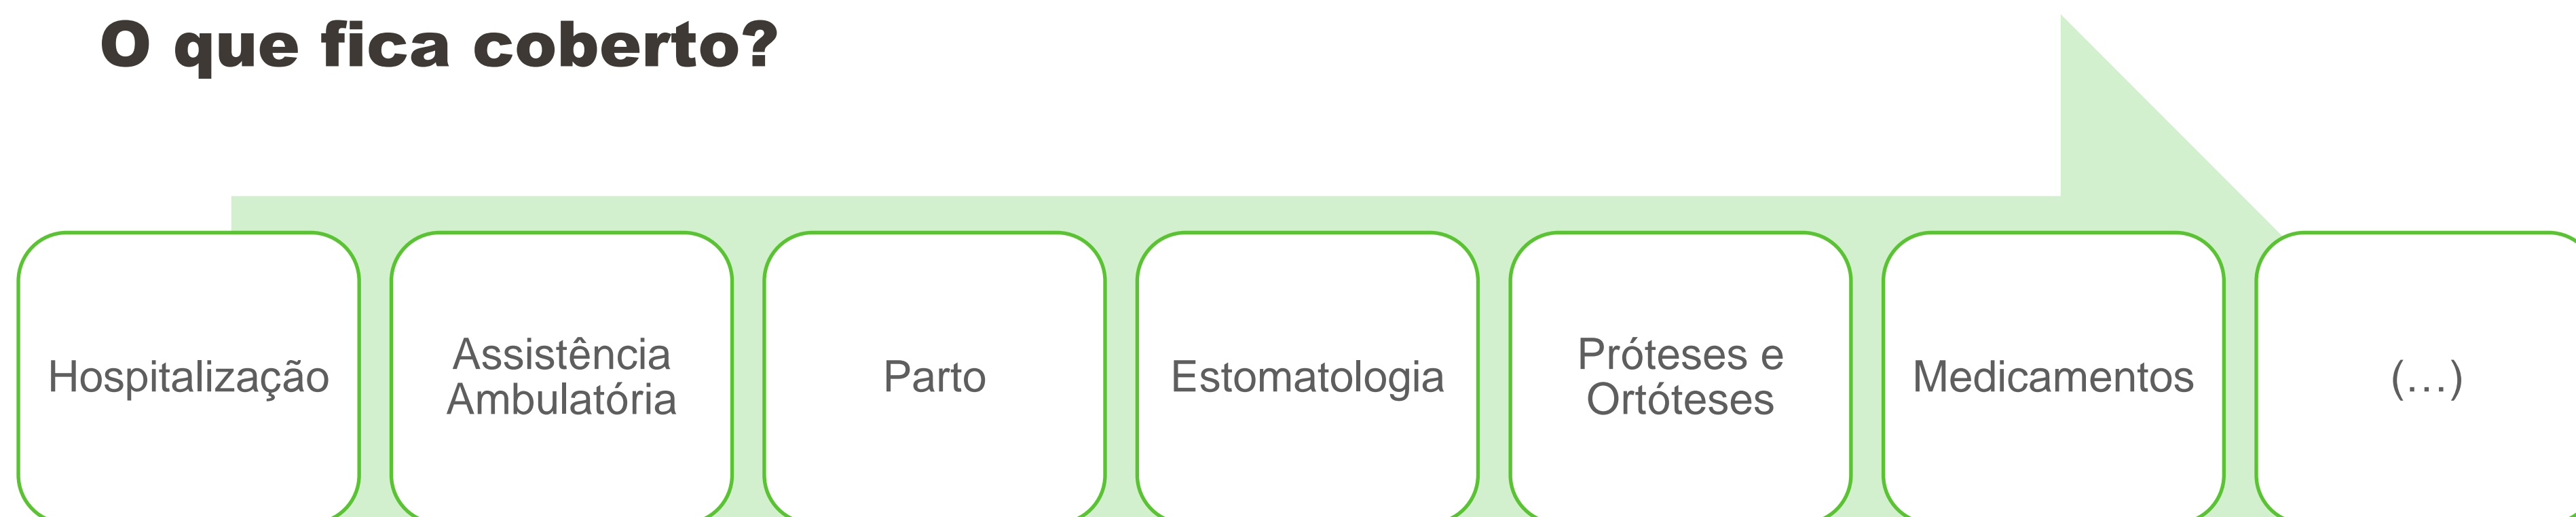 O que fica coberto?
Hospitalização
Assistência
Ambulatória
Parto
Estomatologia
Próteses e
Ortóteses
Medicamentos
(…)